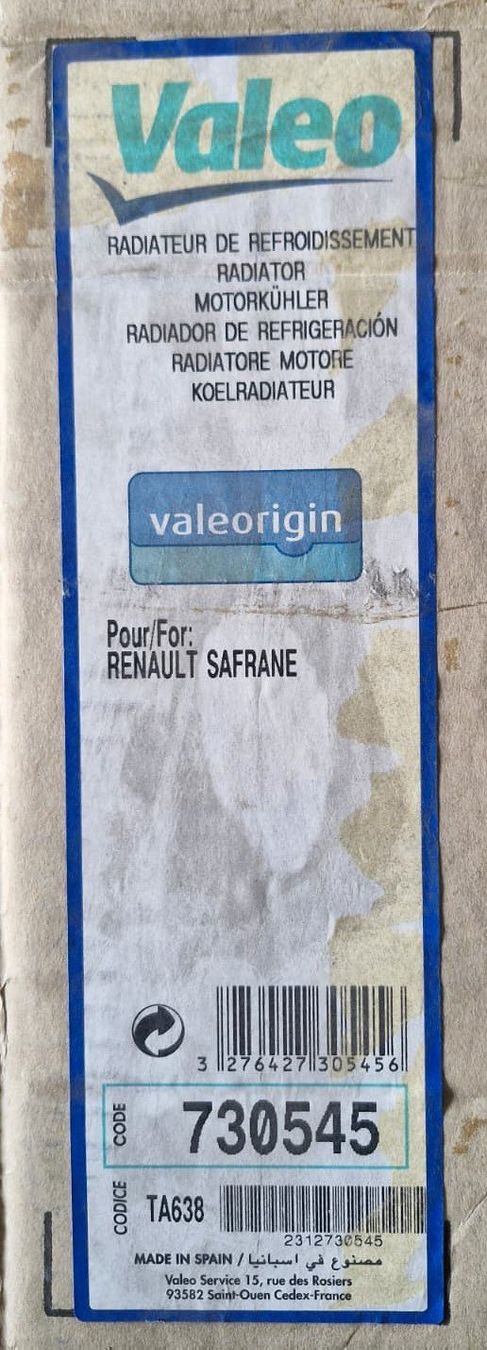 Valeo
RADIATEUR DE REFROIDISSEMENT
RADIATOR
MOTORKÜHLER
RADIADOR DE REFRIGERACIÓN
RADIATORE MOTORE
KOELRADIATEUR
valeorigin
Pour/For:
RENAULT SAFRANE
3 276427 305456
CODE 730545
CODICE TA638
2312730545
MADE IN SPAIN / مصنوع في اسبانيا
Valeo Service 15, rue des Rosiers
93582 Saint-Ouen Cedex-France